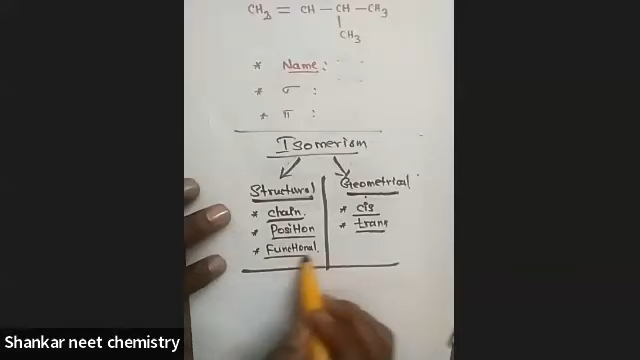 CH2 = CH - CH - CH3
|
CH3
* Name :
* σ :
* π :
Isomerism
Structural Geometrical
* chain. * cis
* Position * trans
* Functional.
Shankar neet chemistry